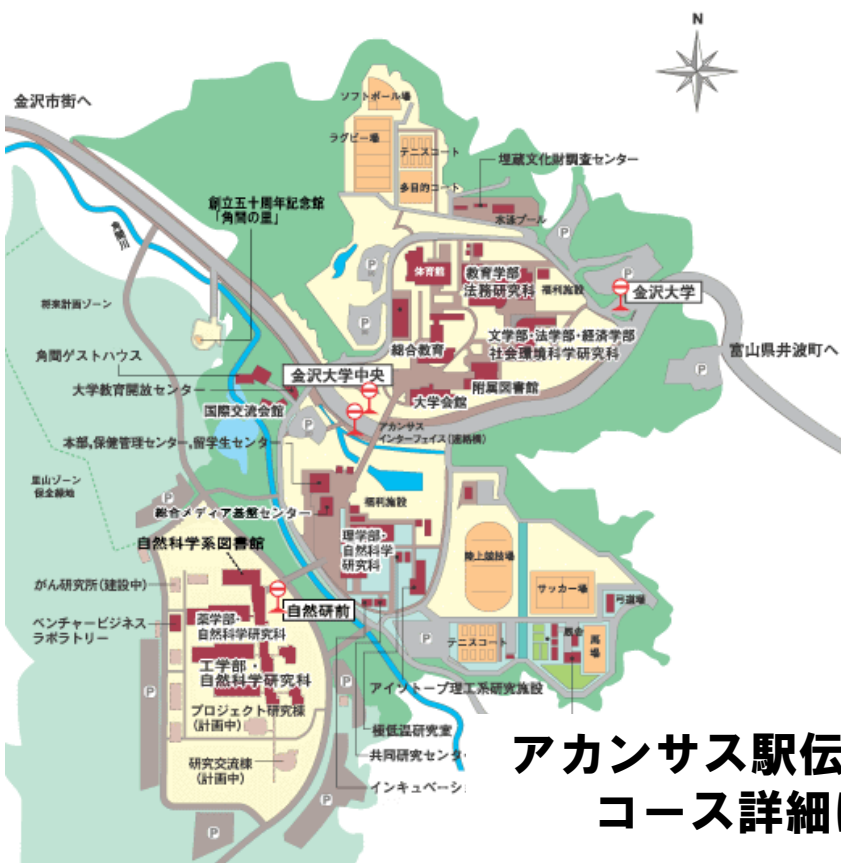 N
金沢市街へ
ソフトボール場
ラグビー場
テニスコート
多目的コート
埋蔵文化財調査センター
水泳プール
創立五十周年記念館
「角間の里」
P
P
P
P
P
体育館
教育学部
法務研究科
福利施設
金沢大学
将来計画ゾーン
総合教育
文学部・法学部・経済学部
社会環境科学研究科
富山県井波町へ
角間ゲストハウス
金沢大学中央
大学教育開放センター
附属図書館
大学会館
国際交流会館
P
アカンサス
インターフェイス(連絡橋)
本部,保健管理センター,留学生センター
里山ゾーン
保全緑地
P
福利施設
総合メディア基盤センター
理学部・
自然科学
研究科
自然科学系図書館
陸上競技場
サッカー場
がん研究所(建設中)
自然研前
弓道場
ベンチャービジネス
ラボラトリー
薬学部・
自然科学研究科
P
テニスコート
厩舎
馬場
工学部・
自然科学研究科
アイソトープ理工系研究施設
P
P
プロジェクト研究棟
(計画中)
極低温研究室
共同研究センタ
研究交流棟
(計画中)
インキュベーシ
P
P
アカンサス駅伝
コース詳細